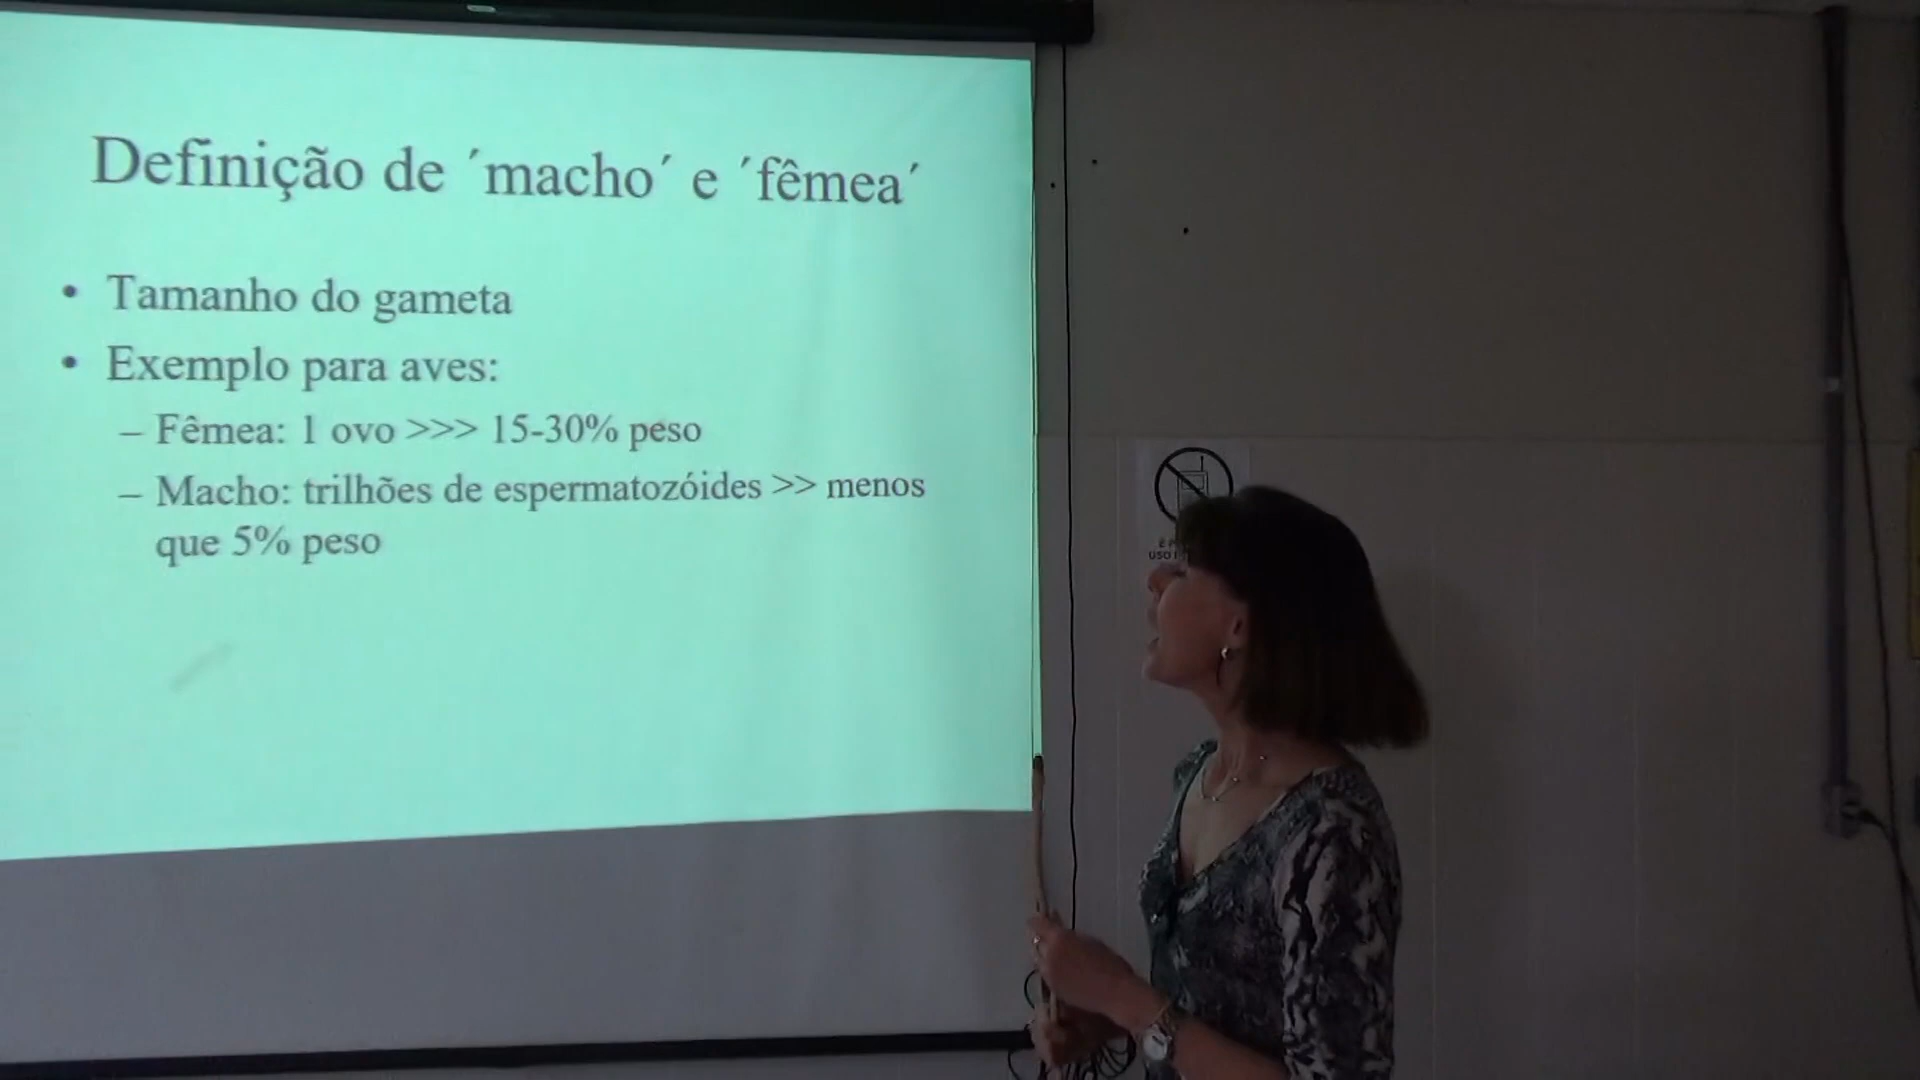 Definição de ´macho´ e ´fêmea´
• Tamanho do gameta
• Exemplo para aves:
– Fêmea: 1 ovo >>> 15-30% peso
– Macho: trilhões de espermatozóides >> menos
que 5% peso
É
USO